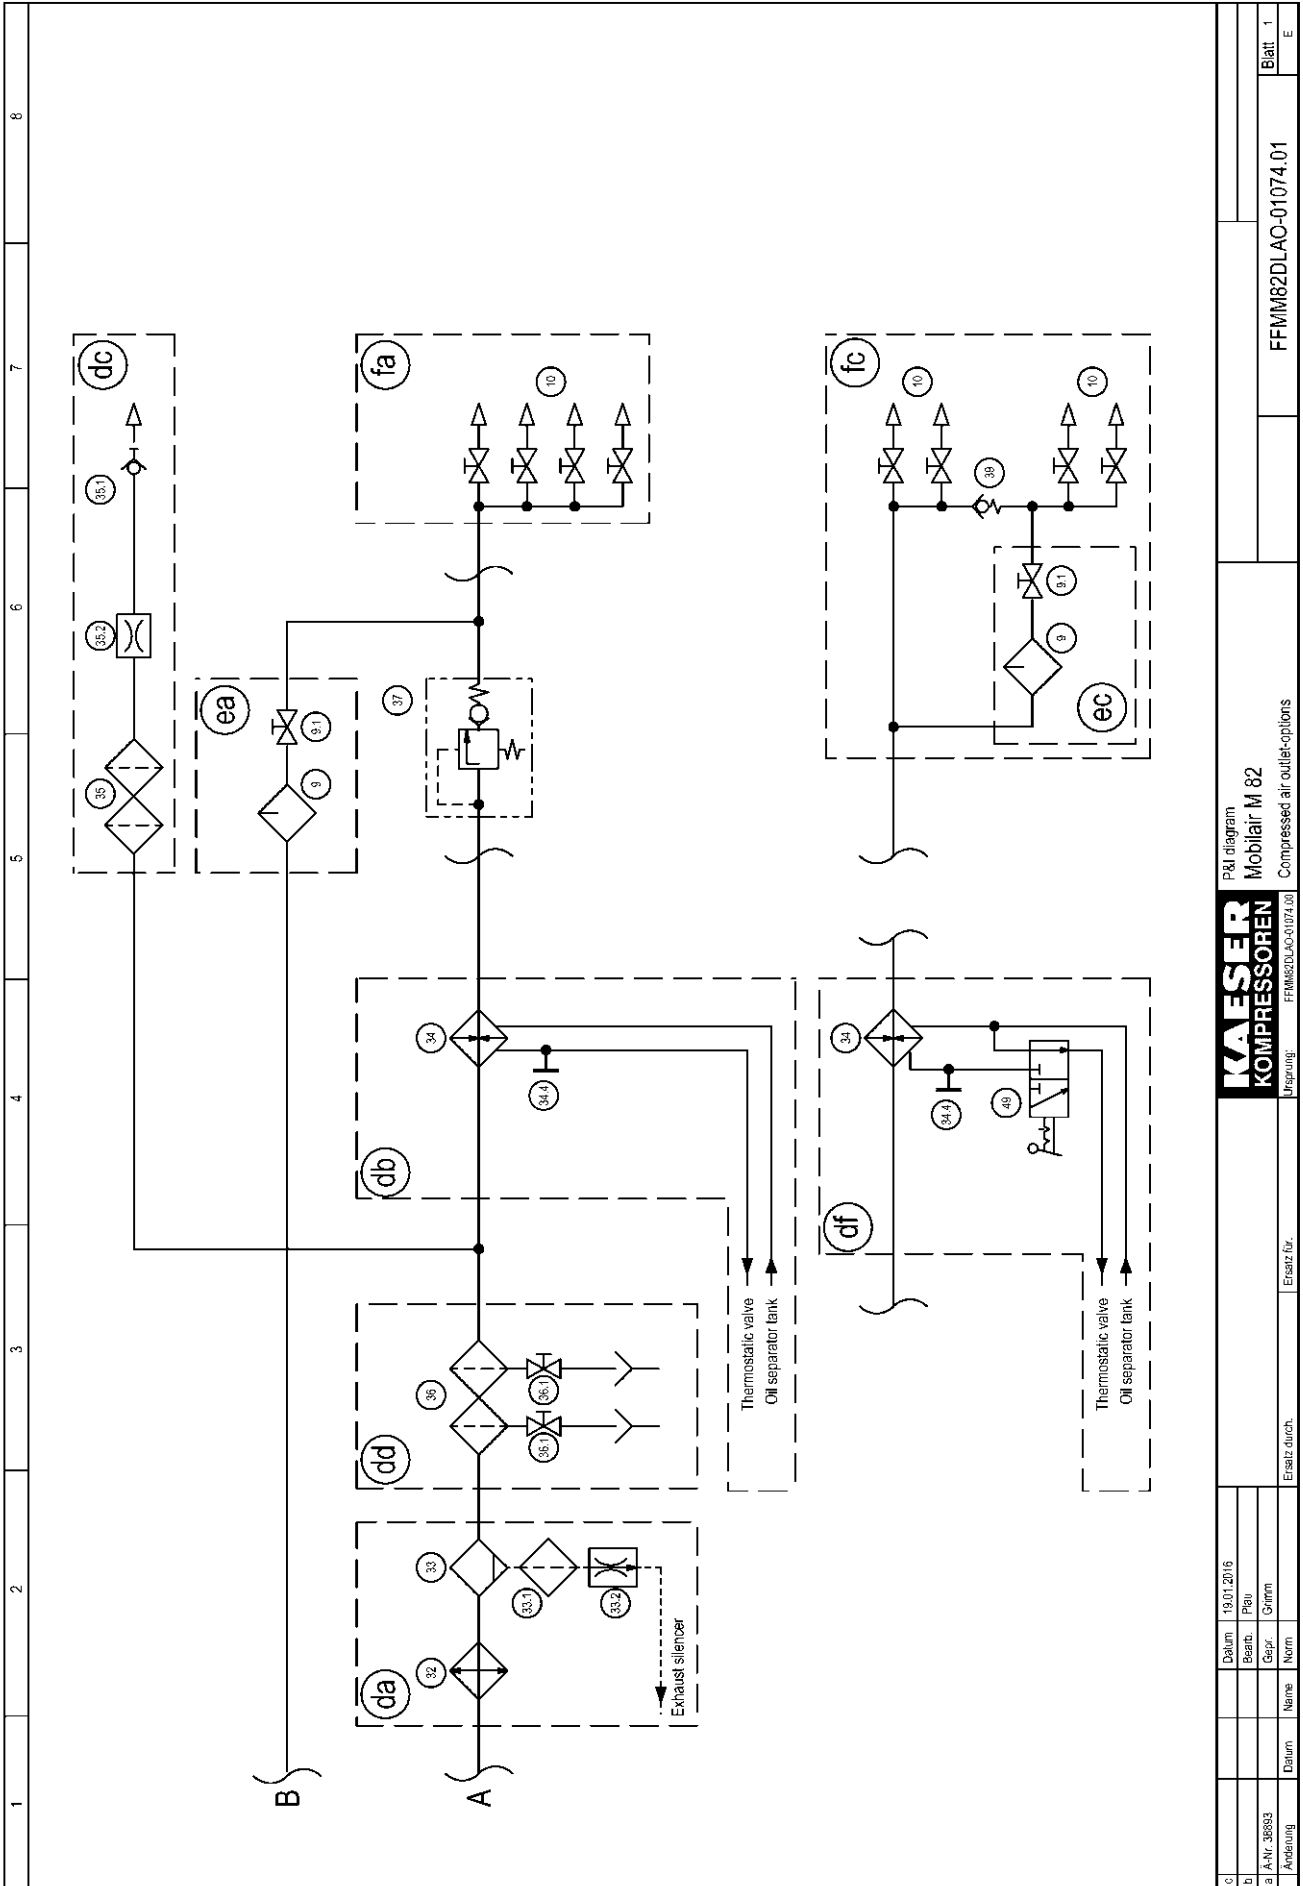 1
2
3
4
5
6
7
8
dc
35.1
35.2
35
ea
9.1
9
B
fa
10
37
db
34
34.4
Thermostatic valve
Oil separator tank
dd
36
36.1
36.1
da
32
33
33.1
33.2
Exhaust silencer
A
fc
10
10
39
ec
9.1
9
df
34
34.4
49
Thermostatic valve
Oil separator tank
c
b
a
Ä-Nr. 38893
Änderung
Datum
Name
Datum
19.01.2016
Bearb.
Plau
Gepr.
Grimm
Norm
Ersatz durch.
Ersatz für.
Ursprung:
FFMM82DLAO-01074.00
KAESER
KOMPRESSOREN
P&I diagram
Mobilair M 82
Compressed air outlet-options
FFMM82DLAO-01074.01
Blatt 1
E